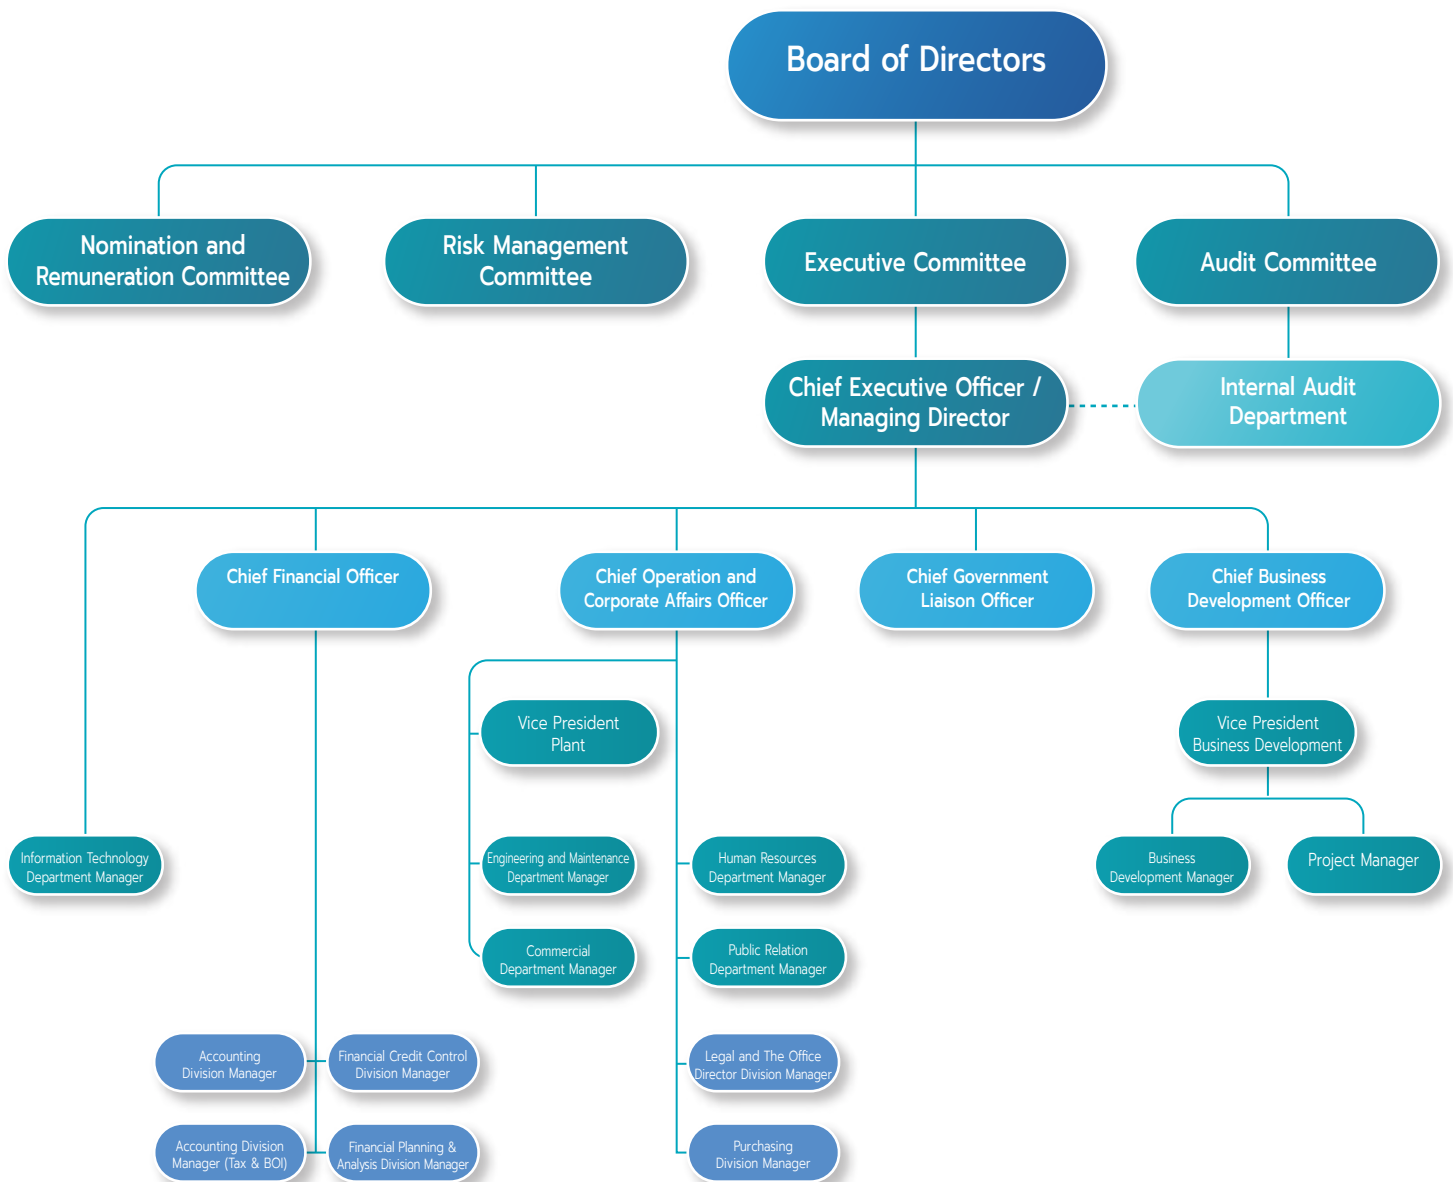 Board of Directors
Nomination and
Remuneration Committee
Risk Management
Committee
Executive Committee
Audit Committee
Chief Executive Officer /
Managing Director
Internal Audit
Department
Chief Financial Officer
Chief Operation and
Corporate Affairs Officer
Chief Government
Liaison Officer
Chief Business
Development Officer
Vice President
Plant
Vice President
Business Development
Information Technology
Department Manager
Engineering and Maintenance
Department Manager
Human Resources
Department Manager
Business
Development Manager
Project Manager
Commercial
Department Manager
Public Relation
Department Manager
Accounting
Division Manager
Financial Credit Control
Division Manager
Legal and The Office
Director Division Manager
Accounting Division
Manager (Tax & BOI)
Financial Planning &
Analysis Division Manager
Purchasing
Division Manager